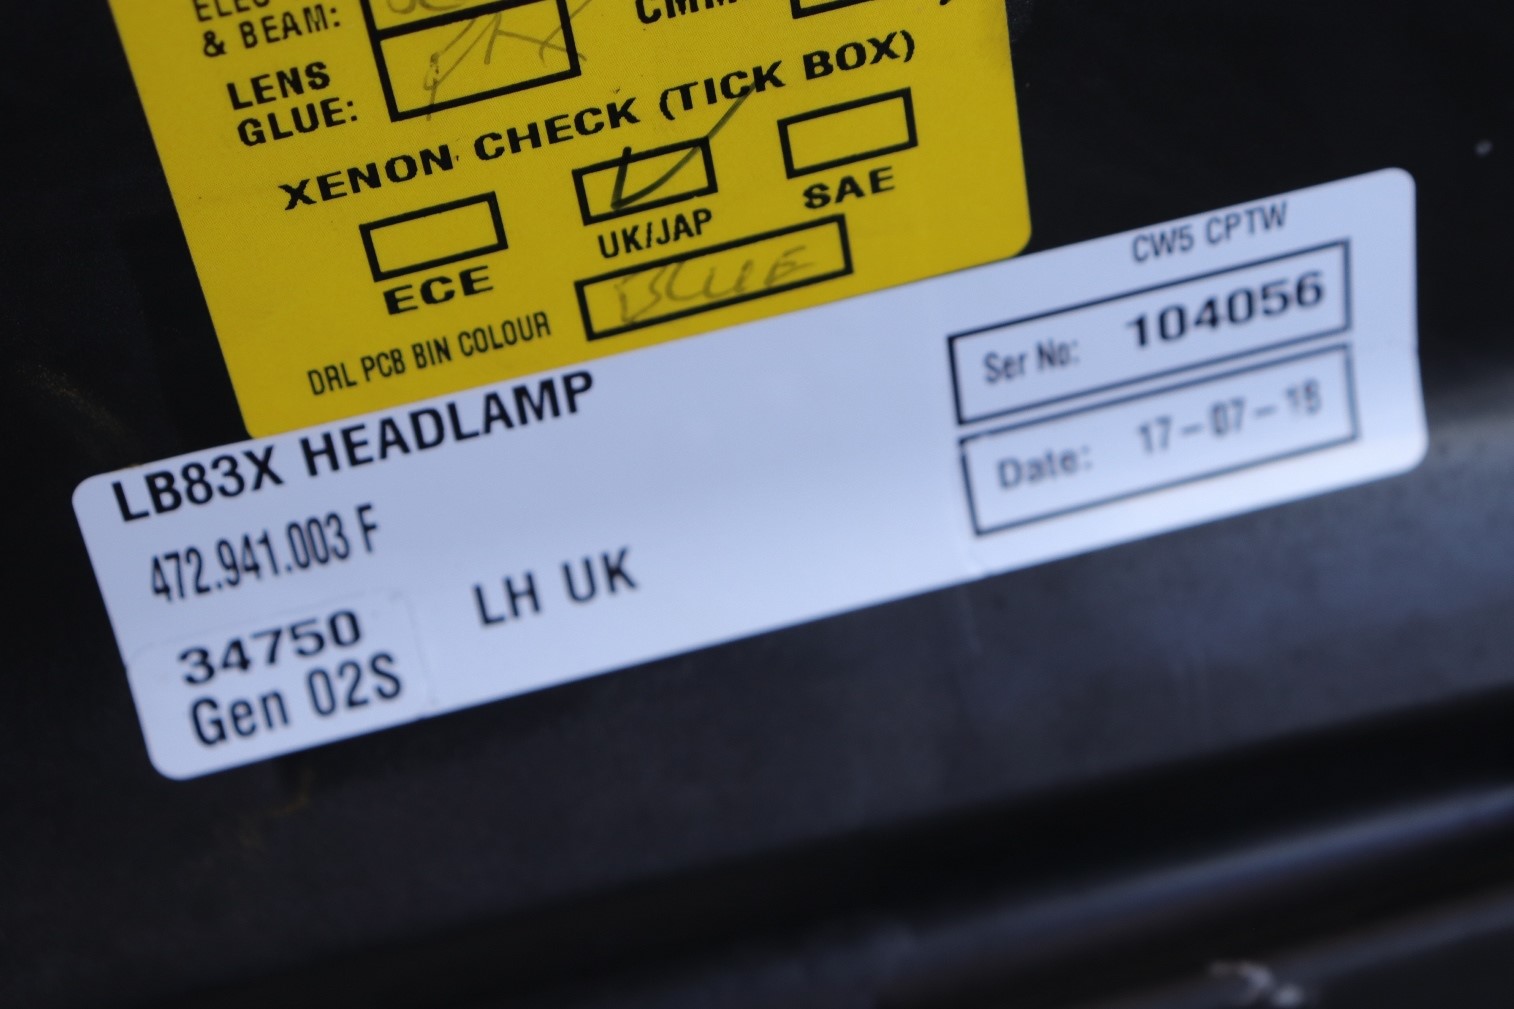 & BEAM:
LENS
GLUE:
XENON CHECK (TICK BOX)
ECE
UK/JAP
SAE
DRL PCB BIN COLOUR
BLUE
CW5 CPTW
Ser No: 104056
Date: 17-07-
LB83X HEADLAMP
472.941.003 F
34750
Gen 02S
LH UK